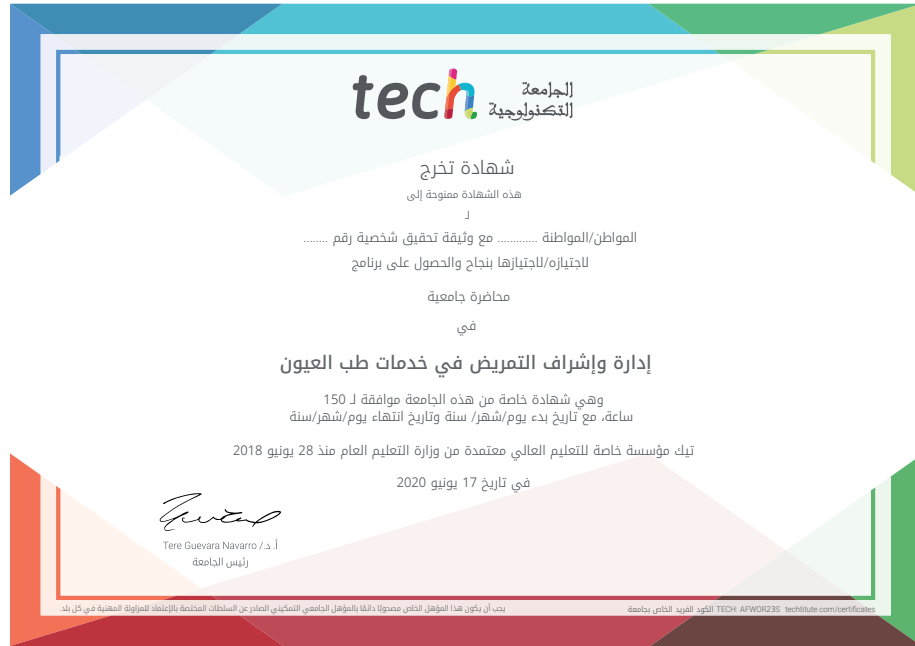 tech الجامعة
التكنولوجية
شهادة تخرج
هذه الشهادة ممنوحة إلى
لـ
المواطن/المواطنة ............ مع وثيقة تحقيق شخصية رقم ........
لاجتيازه/لاجتيازها بنجاح والحصول على برنامج
محاضرة جامعية
في
إدارة وإشراف التمريض في خدمات طب العيون
وهي شهادة خاصة من هذه الجامعة موافقة لـ 150
ساعة، مع تاريخ بدء يوم/شهر/ سنة وتاريخ انتهاء يوم/شهر/سنة
تيك مؤسسة خاصة للتعليم العالي معتمدة من وزارة التعليم العام منذ 28 يونيو 2018
في تاريخ 17 يونيو 2020
أ. د./ Tere Guevara Navarro
رئيس الجامعة
يجب أن يكون هذا المؤهل الخاص مصحوبًا دائمًا بالمؤهل الجامعي التمكيني الصادر عن السلطات المختصة بالإعتماد للمزاولة المهنية في كل بلد.
الكود الفريد الخاص بجامعة TECH: AFWOR23S techtitute.com/certificates